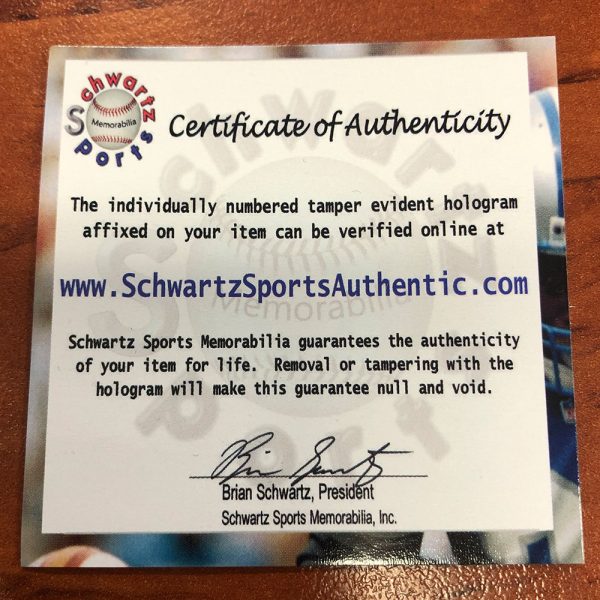 Schwartz
Memorabilia
Sports
Certificate of Authenticity
The individually numbered tamper evident hologram
affixed on your item can be verified online at
www.SchwartzSportsAuthentic.com
Schwartz Sports Memorabilia guarantees the authenticity
of your item for life. Removal or tampering with the
hologram will make this guarantee null and void.
Brian Schwartz, President
Schwartz Sports Memorabilia, Inc.